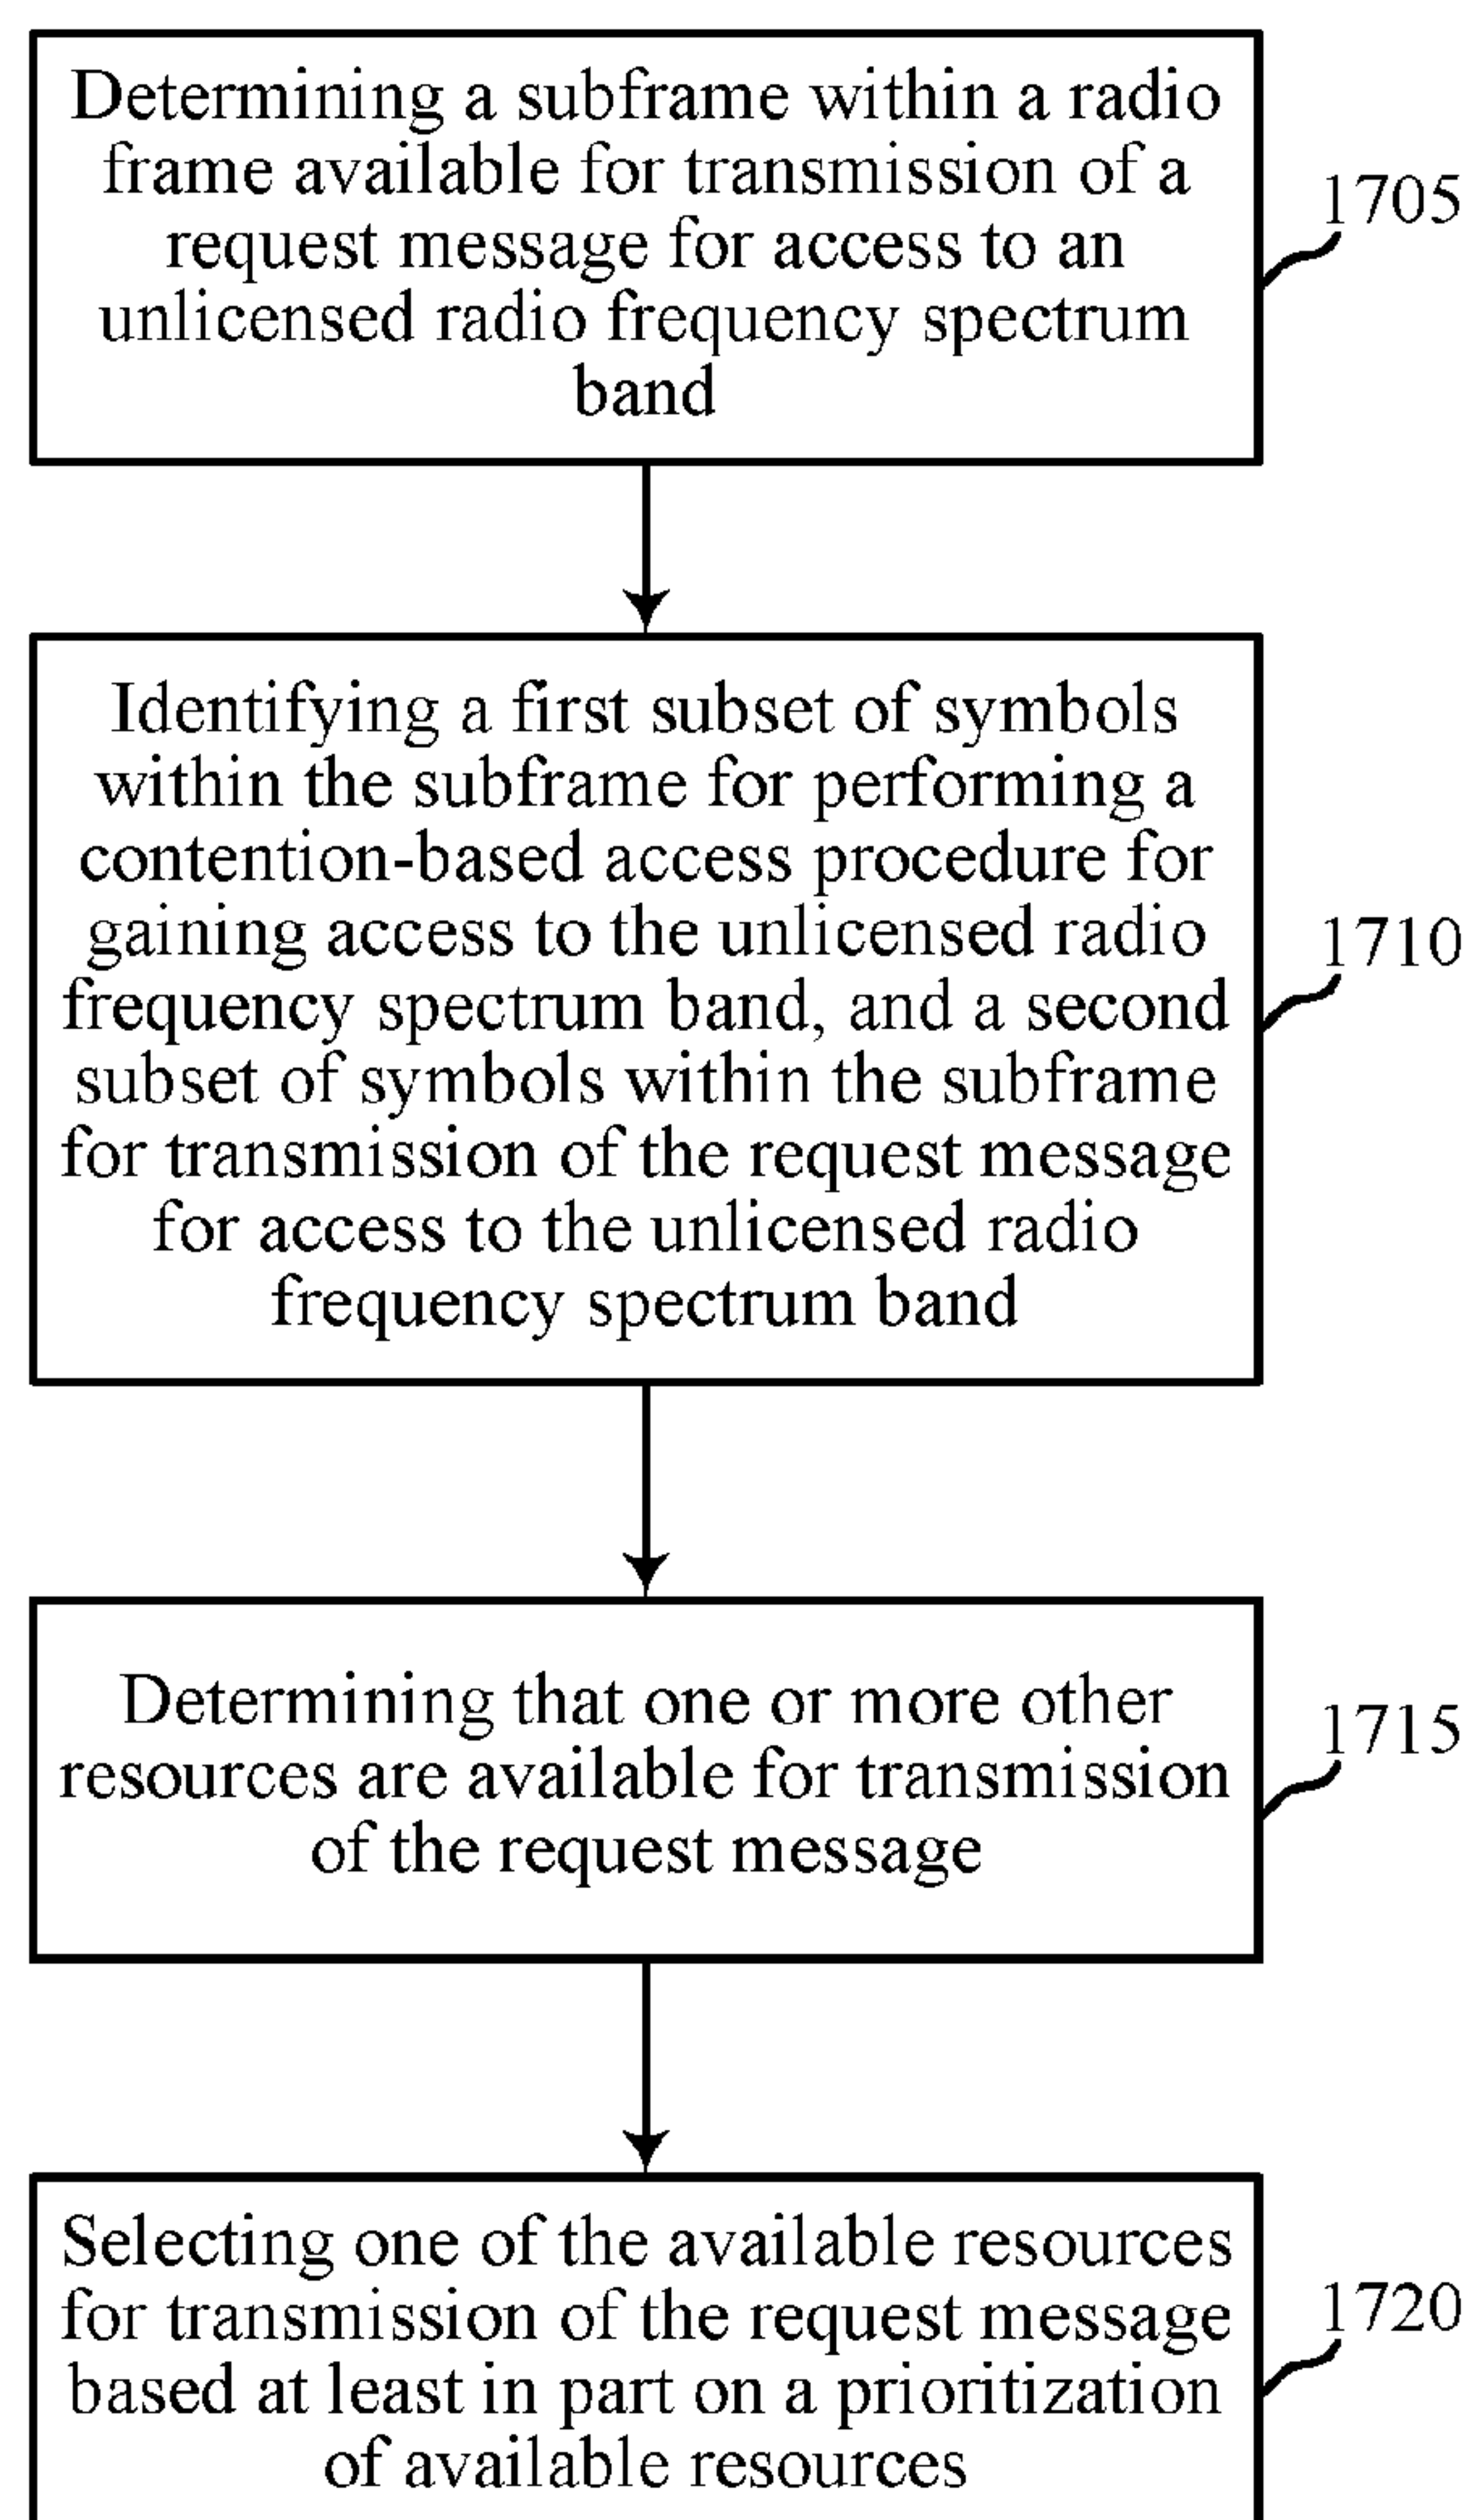 Determining a subframe within a radio
frame available for transmission of a
request message for access to an
unlicensed radio frequency spectrum
band
1705
Identifying a first subset of symbols
within the subframe for performing a
contention-based access procedure for
gaining access to the unlicensed radio
frequency spectrum band, and a second
subset of symbols within the subframe
for transmission of the request message
for access to the unlicensed radio
frequency spectrum band
1710
Determining that one or more other
resources are available for transmission
of the request message
1715
Selecting one of the available resources
for transmission of the request message
based at least in part on a prioritization
of available resources
1720